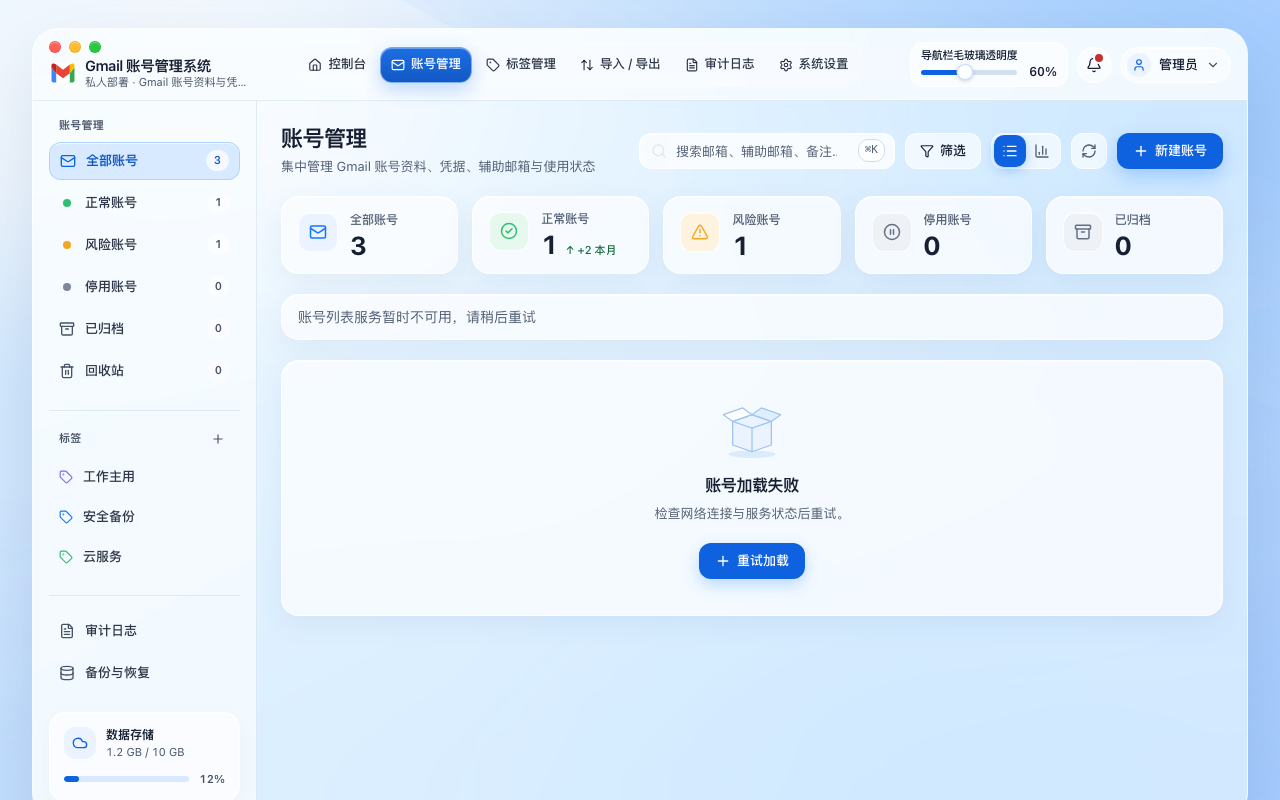 Gmail 账号管理系统
私人部署 · Gmail 账号资料与凭...
控制台
账号管理
标签管理
导入 / 导出
审计日志
系统设置
导航栏毛玻璃透明度
60%
管理员
账号管理
全部账号 3
正常账号 1
风险账号 1
停用账号 0
已归档 0
回收站 0
标签
工作主用
安全备份
云服务
审计日志
备份与恢复
数据存储
1.2 GB / 10 GB
12%
账号管理
集中管理 Gmail 账号资料、凭据、辅助邮箱与使用状态
搜索邮箱、辅助邮箱、备注..
⌘K
筛选
新建账号
全部账号
3
正常账号
1 ↑ +2 本月
风险账号
1
停用账号
0
已归档
0
账号列表服务暂时不可用，请稍后重试
账号加载失败
检查网络连接与服务状态后重试。
重试加载